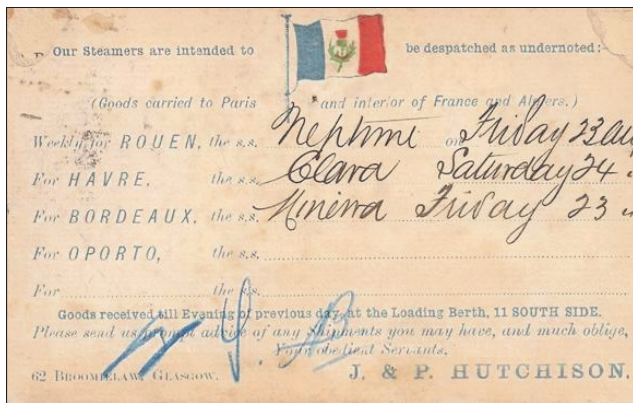 Our Steamers are intended to be despatched as undernoted:—
(Goods carried to Paris and interior of France and Algiers.)
Weekly for ROUEN, the s.s. Neptune on Friday 23 Au
For HAVRE, the s.s. Clara Saturday 24 "
For BORDEAUX, the s.s. Minerva Friday 23 "
For OPORTO, the s.s.
For the s.s.
Goods received till Evening of previous day, at the Loading Berth, 11 SOUTH SIDE.
Please send us prompt advice of any Shipments you may have, and much oblige,
Your obedient Servants,
62 BROOMIELAW, GLASGOW. J. & P. HUTCHISON.